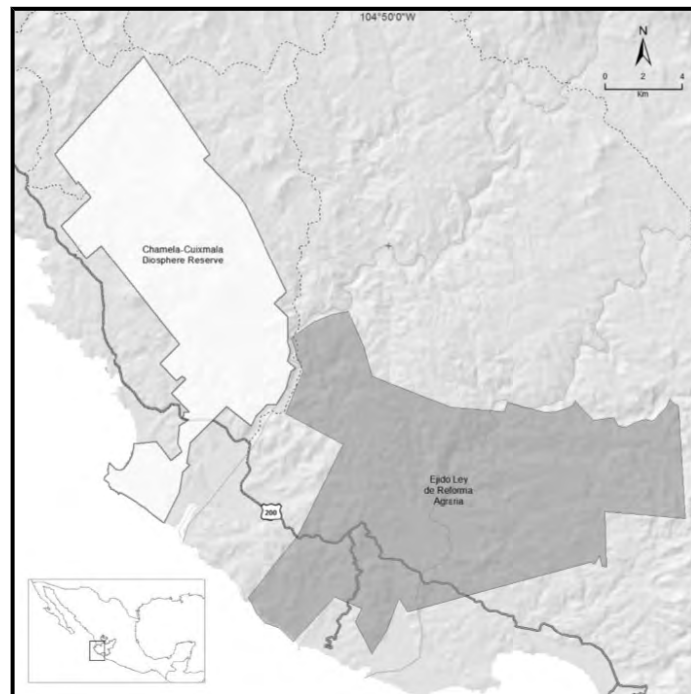 104°50'0"W
N
0 2 4
Km
Chamela-Cuixmala
Diosphere Reserve
Ejido Ley
de Reforma
Agraria
200